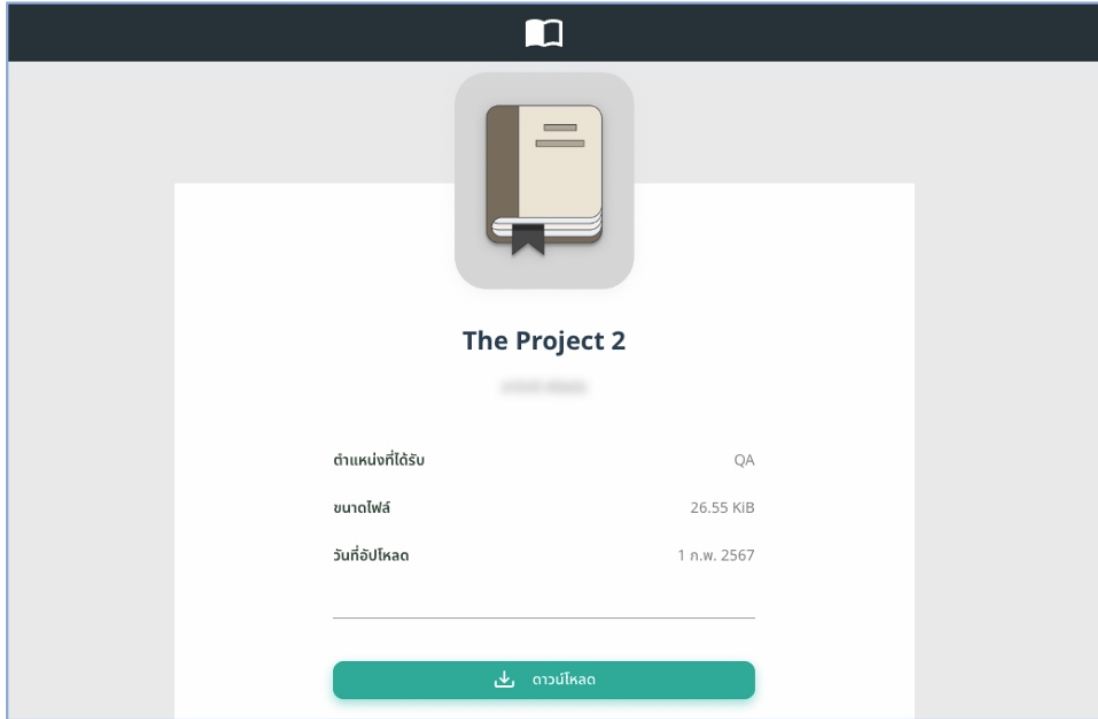 The Project 2
ตำแหน่งที่ได้รับ QA
ขนาดไฟล์ 26.55 KiB
วันที่อัปโหลด 1 ก.พ. 2567
ดาวน์โหลด